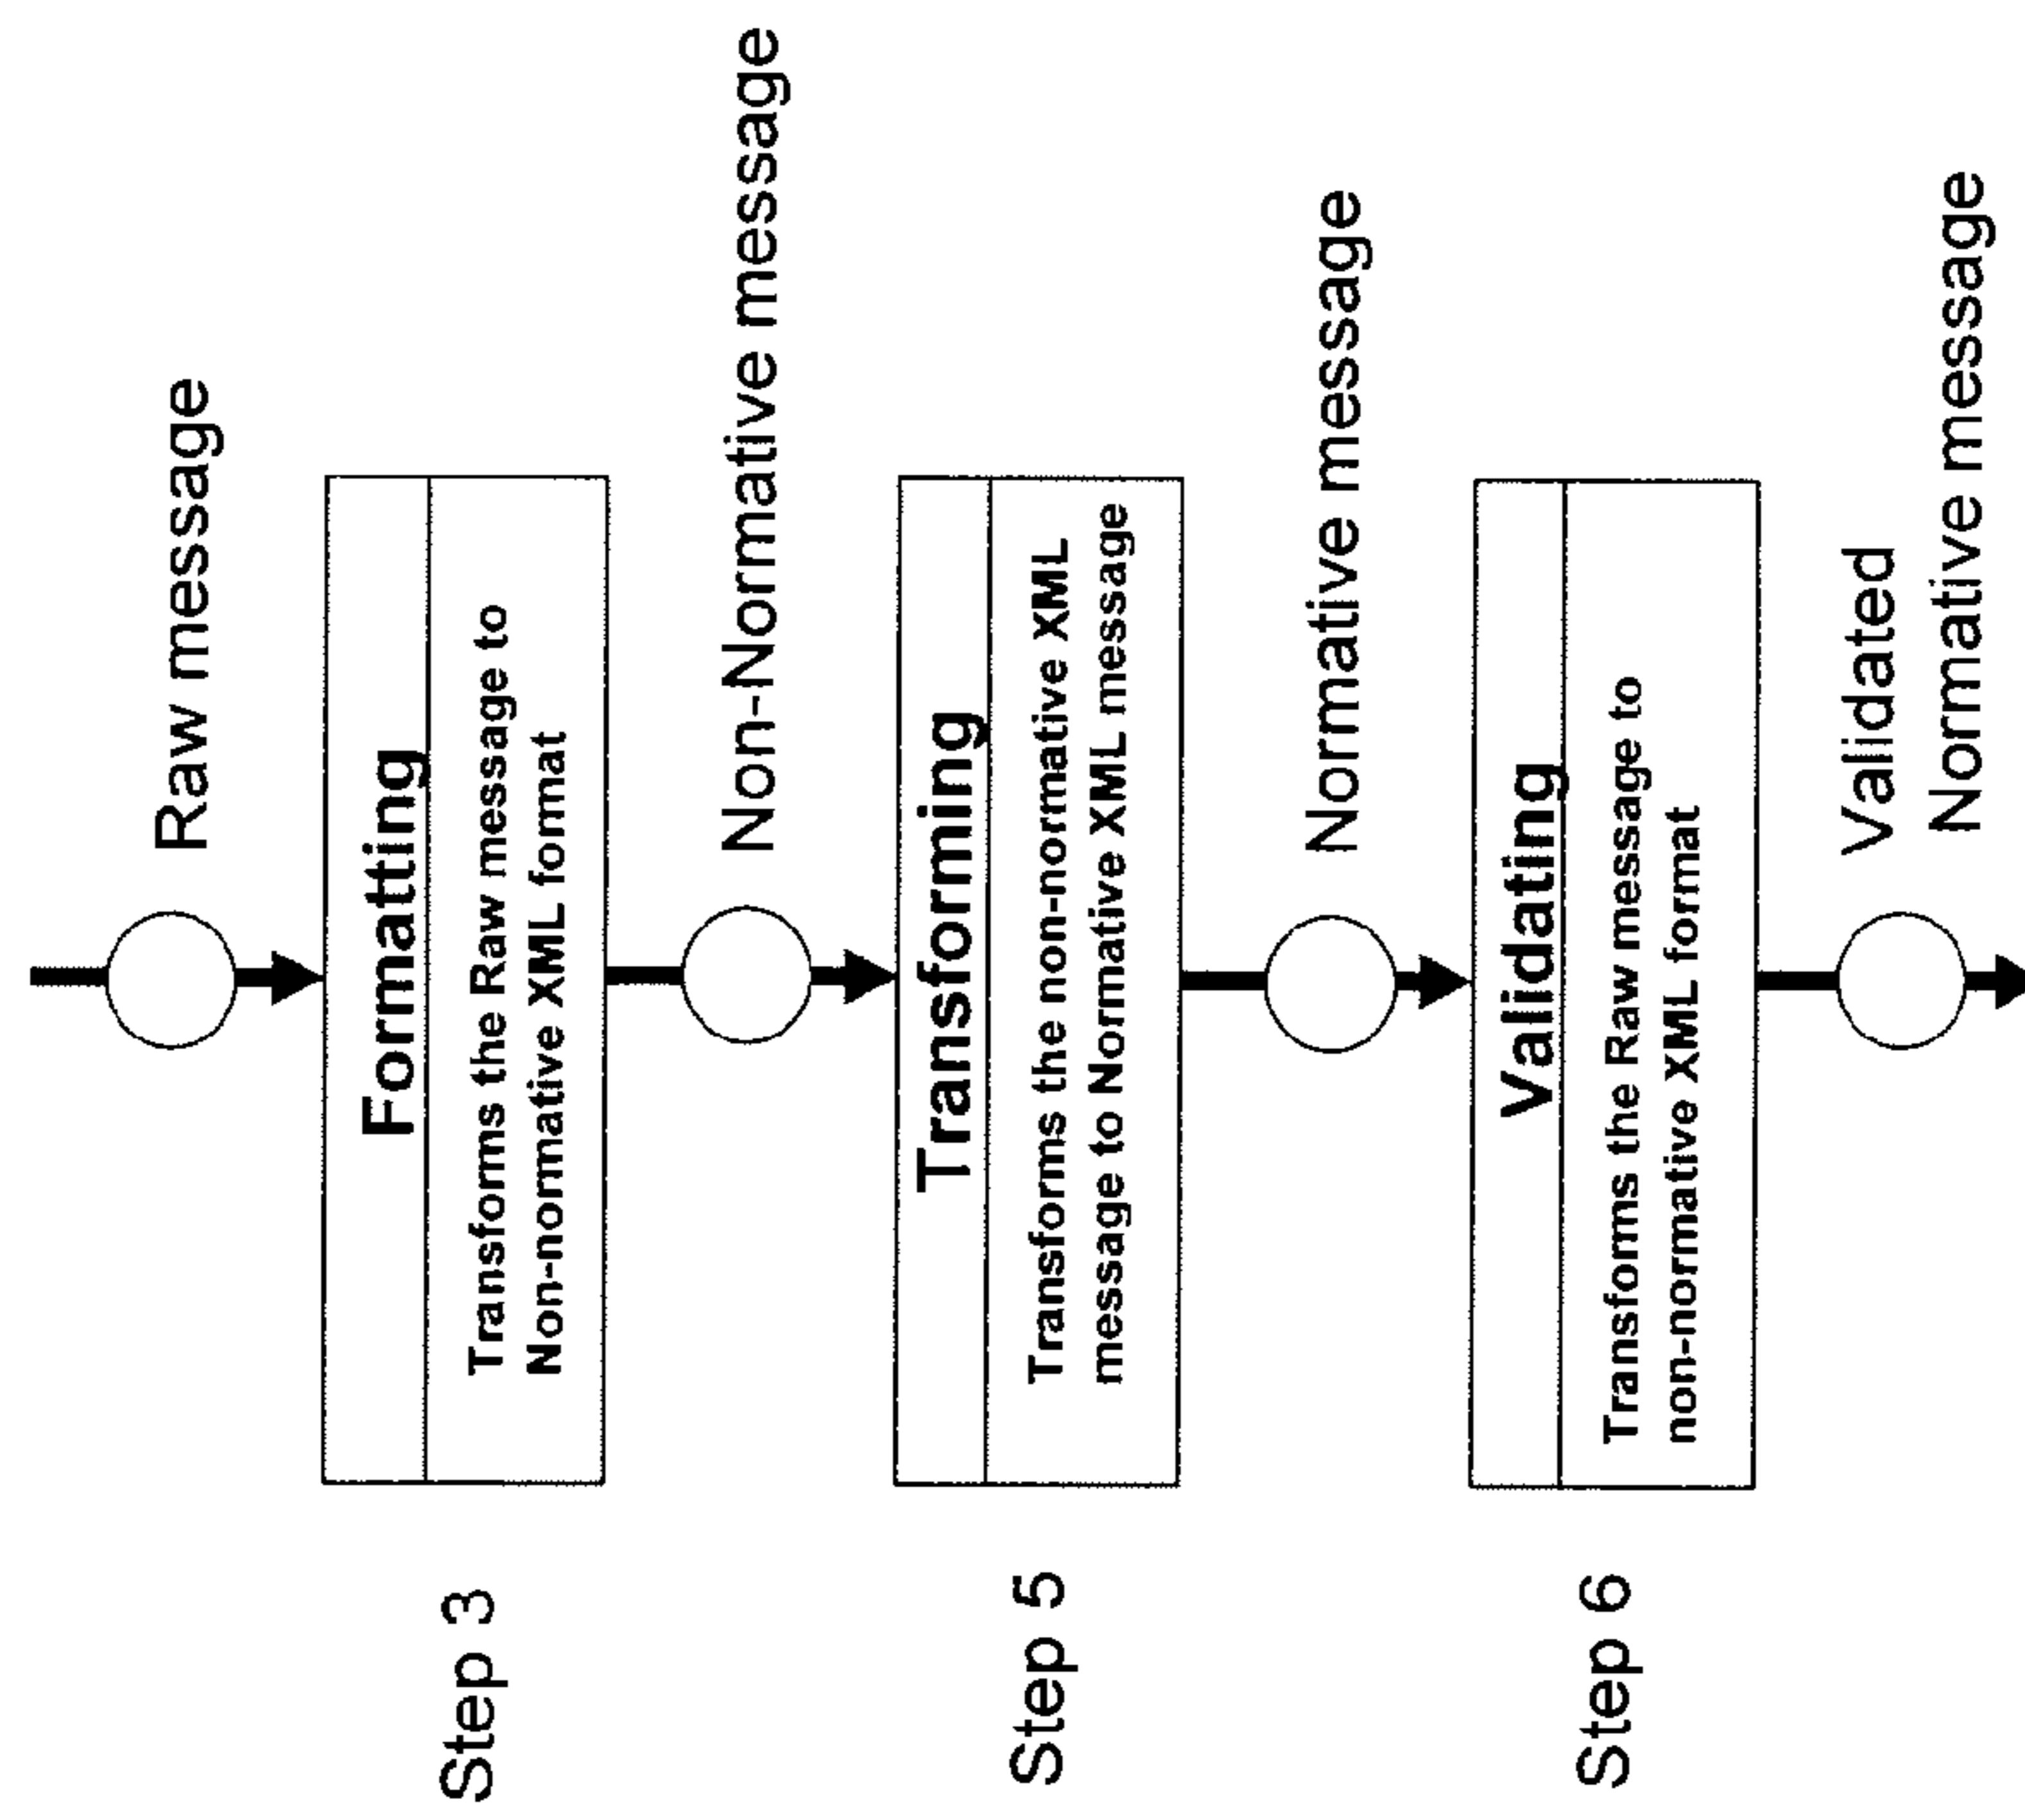 Raw message
Step 3
Formatting
Transforms the Raw message to
Non-normative XML format
Non-Normative message
Step 5
Transforming
Transforms the non-normative XML
message to Normative XML message
Normative message
Step 6
Validating
Transforms the Raw message to
non-normative XML format
Validated
Normative message